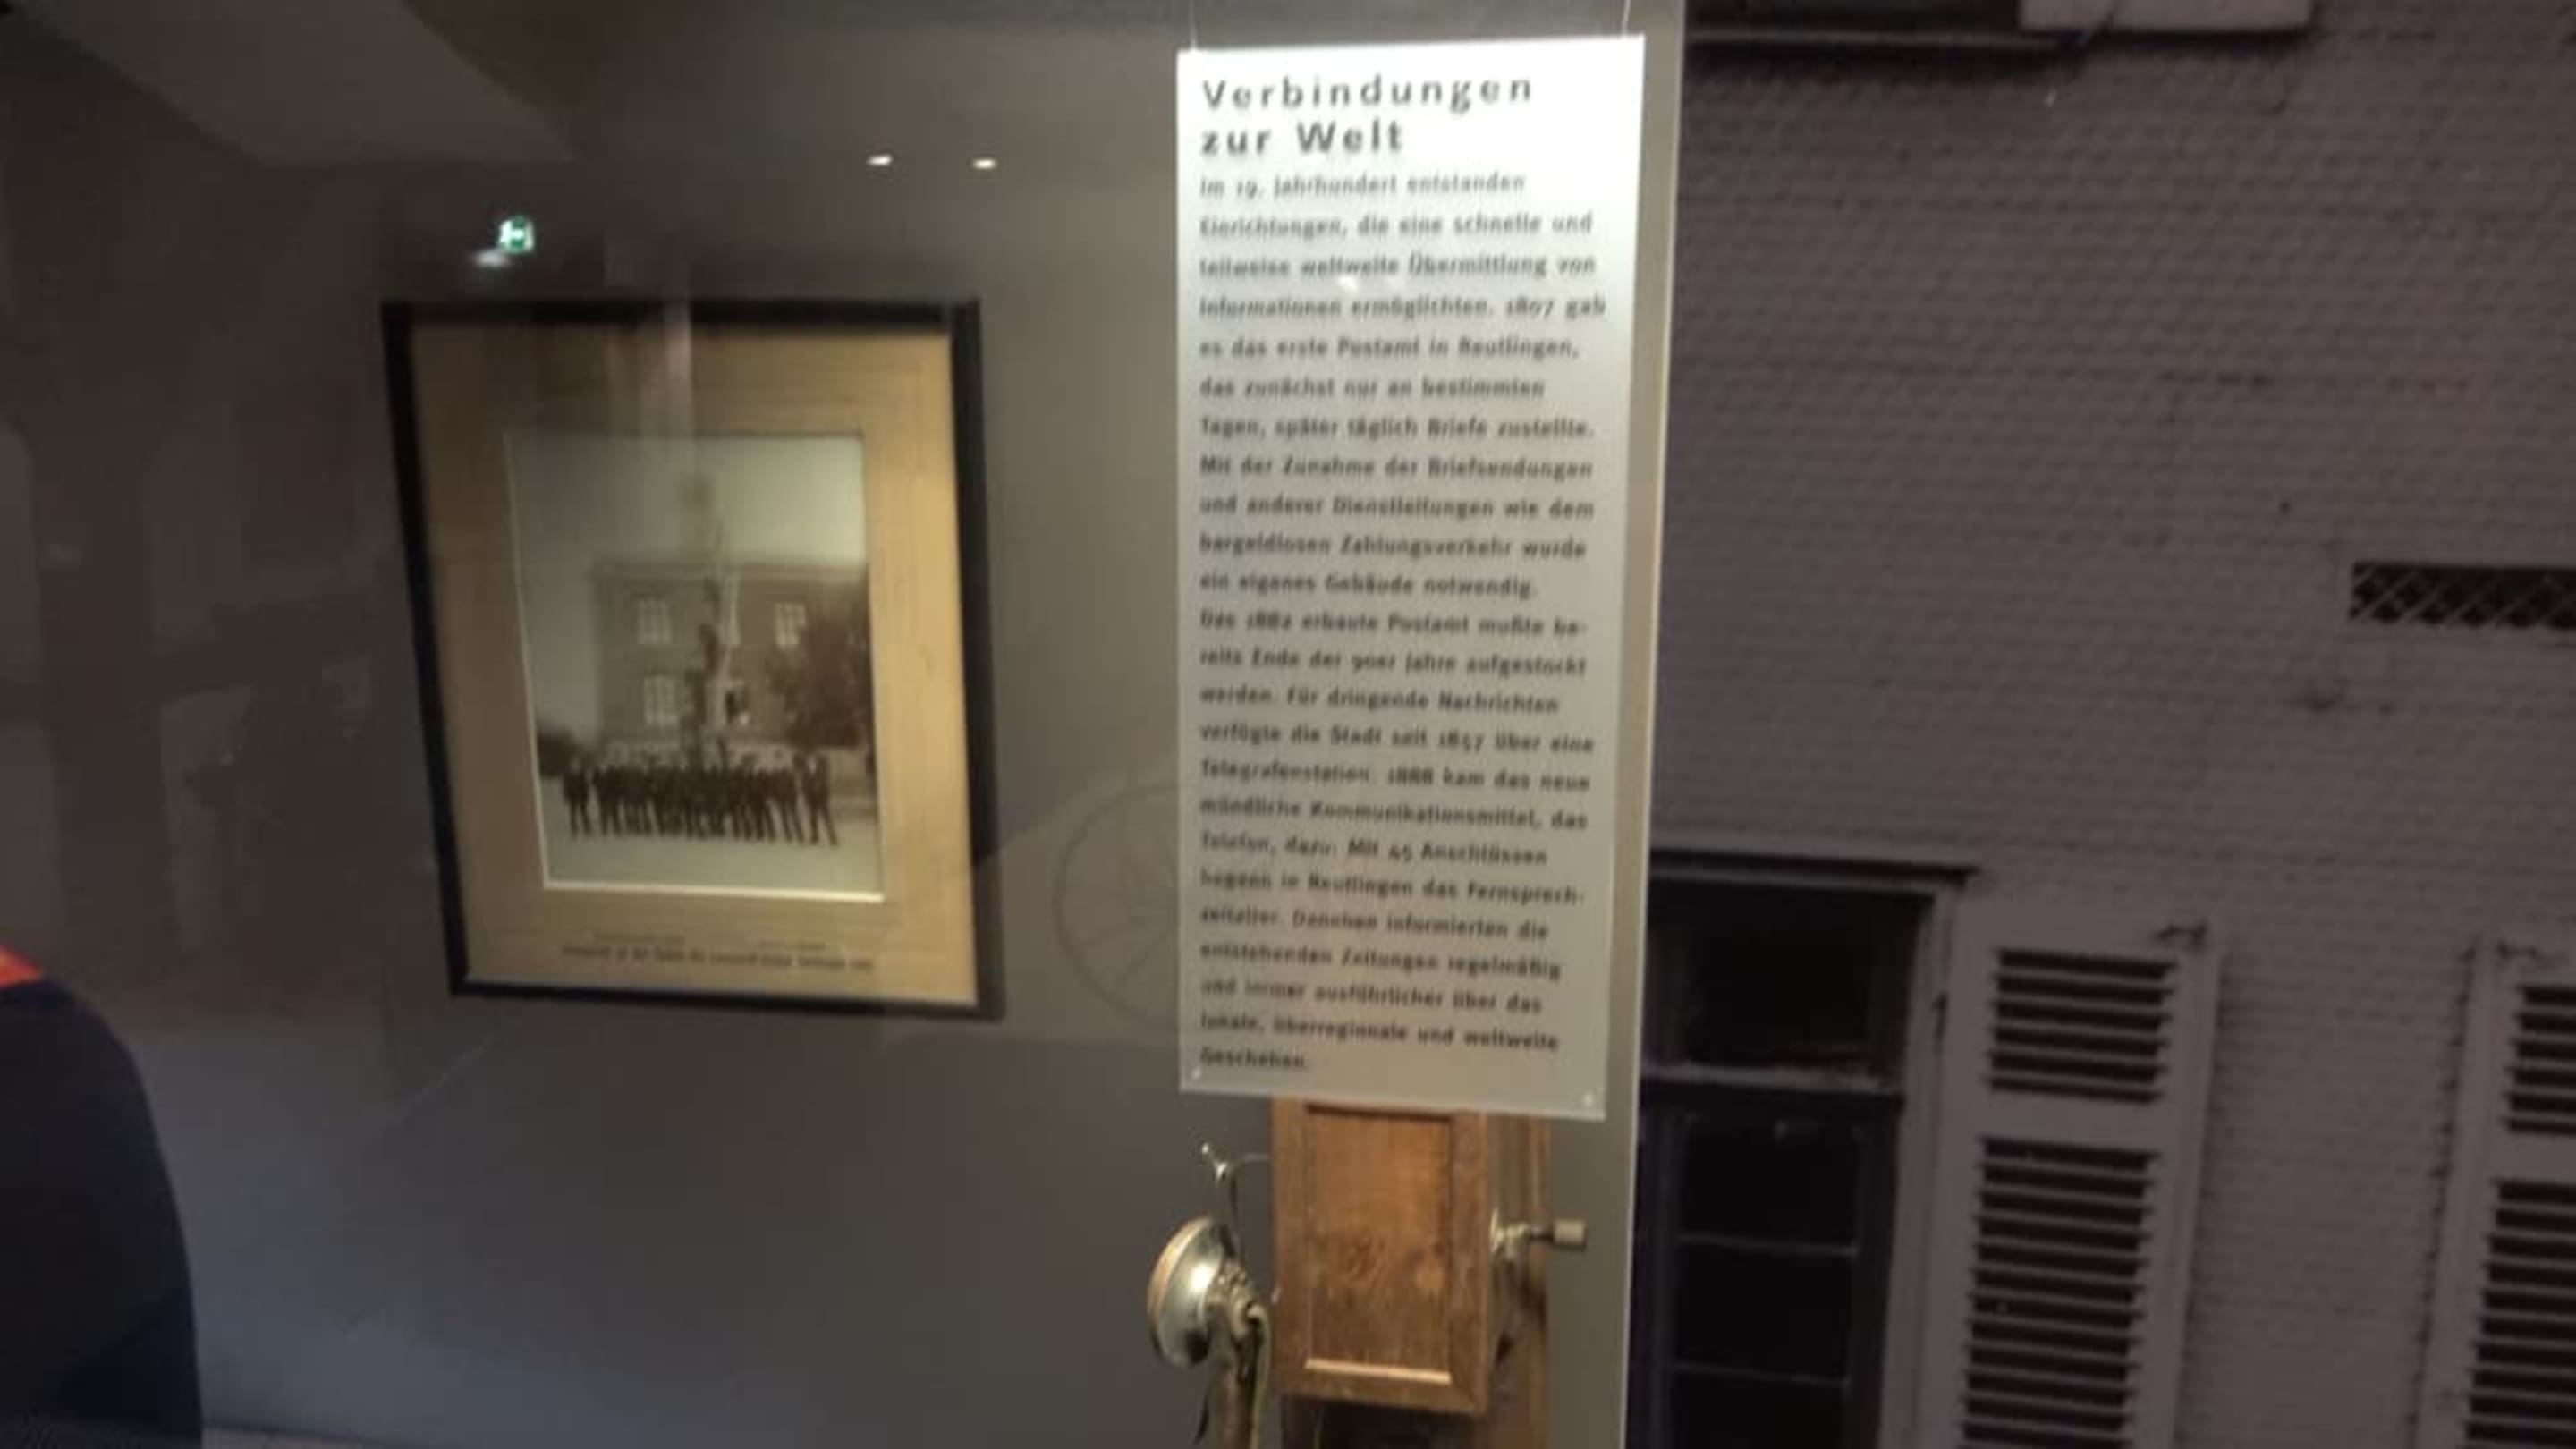 Verbindungen
zur Welt
Im 19. Jahrhundert entstanden
Einrichtungen, die eine schnelle und
teilweise weltweite Übermittlung von
Informationen ermöglichten. 1807 gab
es das erste Postamt in Reutlingen,
das zunächst nur an bestimmten
Tagen, später täglich Briefe zustellte.
Mit der Zunahme der Briefsendungen
und anderer Dienstleitungen wie dem
bargeldlosen Zahlungsverkehr wurde
ein eigenes Gebäude notwendig.
Das 1882 erbaute Postamt mußte be-
reits Ende der 90er Jahre aufgestockt
werden. Für dringende Nachrichten
verfügte die Stadt seit 1857 über eine
Telegrafenstation. 1888 kam das neue
mündliche Kommunikationsmittel, das
Telefon, dazu: Mit 45 Anschlüssen
begann in Reutlingen das Fernsprech-
zeitalter. Daneben informierten die
entstehenden Zeitungen regelmäßig
und immer ausführlicher über das
lokale, überregionale und weltweite
Geschehen.